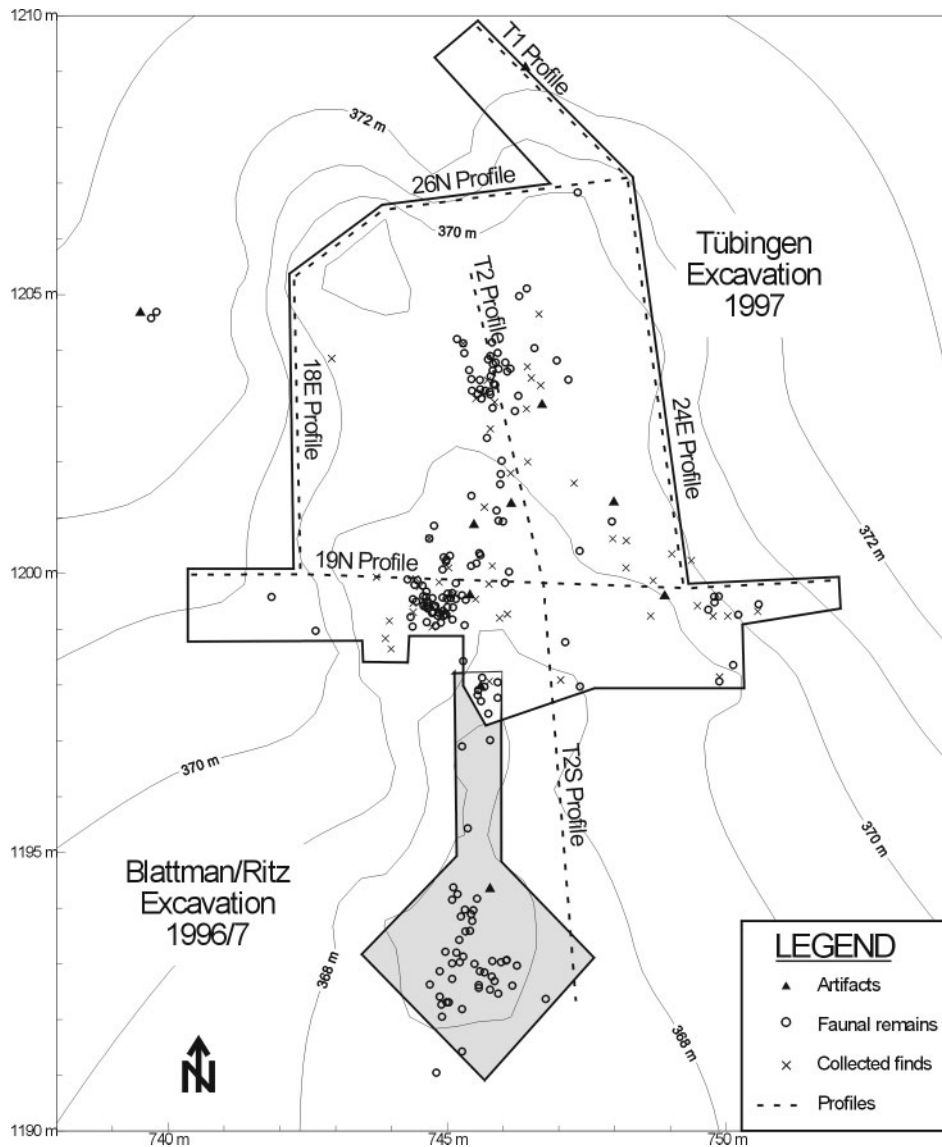 1210 m
T1 Profile
372 m
26N Profile
370 m
Tübingen
Excavation
1997
T2 Profile
1205 m
18E Profile
24E Profile
372 m
19N Profile
1200 m
370 m
T2S Profile
370 m
1195 m
Blattman/Ritz
Excavation
1996/7
368 m
368 m
N
LEGEND
Artifacts
Faunal remains
Collected finds
Profiles
1190 m
740 m
745 m
750 m